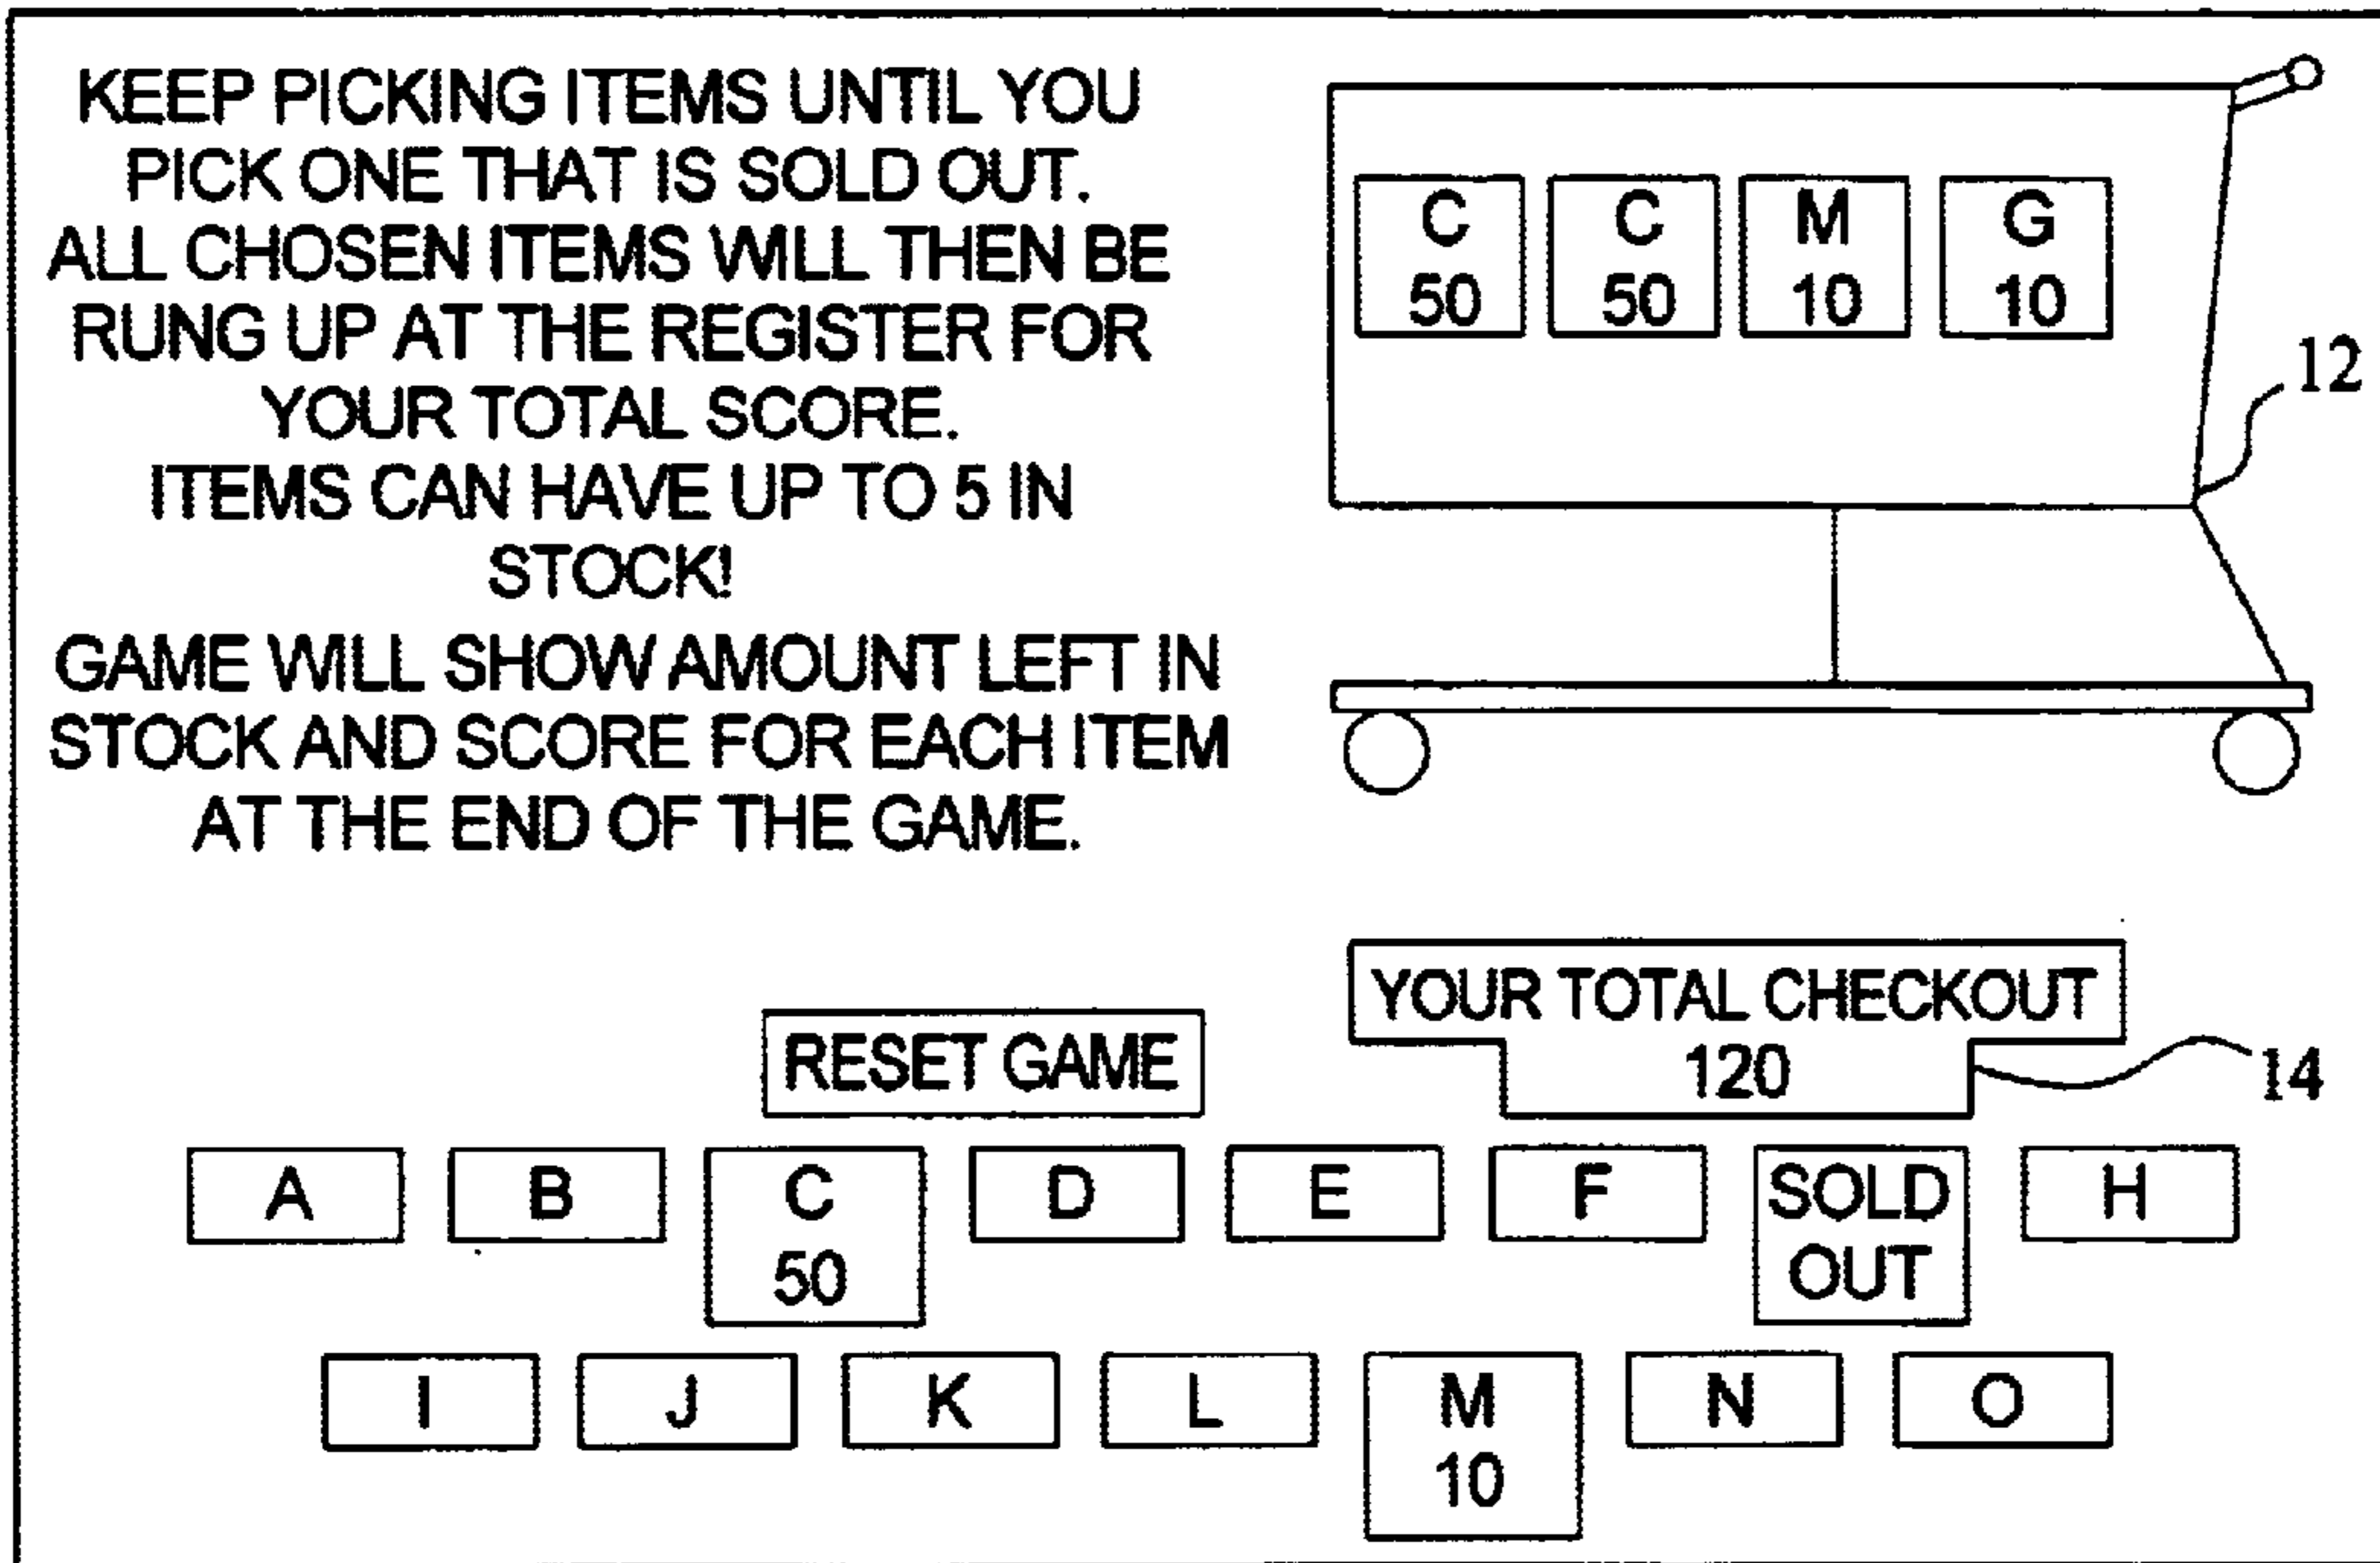 KEEP PICKING ITEMS UNTIL YOU
PICK ONE THAT IS SOLD OUT.
ALL CHOSEN ITEMS WILL THEN BE
RUNG UP AT THE REGISTER FOR
YOUR TOTAL SCORE.
ITEMS CAN HAVE UP TO 5 IN
STOCK!
GAME WILL SHOW AMOUNT LEFT IN
STOCK AND SCORE FOR EACH ITEM
AT THE END OF THE GAME.
C C M G
50 50 10 10
12
YOUR TOTAL CHECKOUT
120
14
RESET GAME
A B C D E F SOLD H
50 OUT
I J K L M N O
10